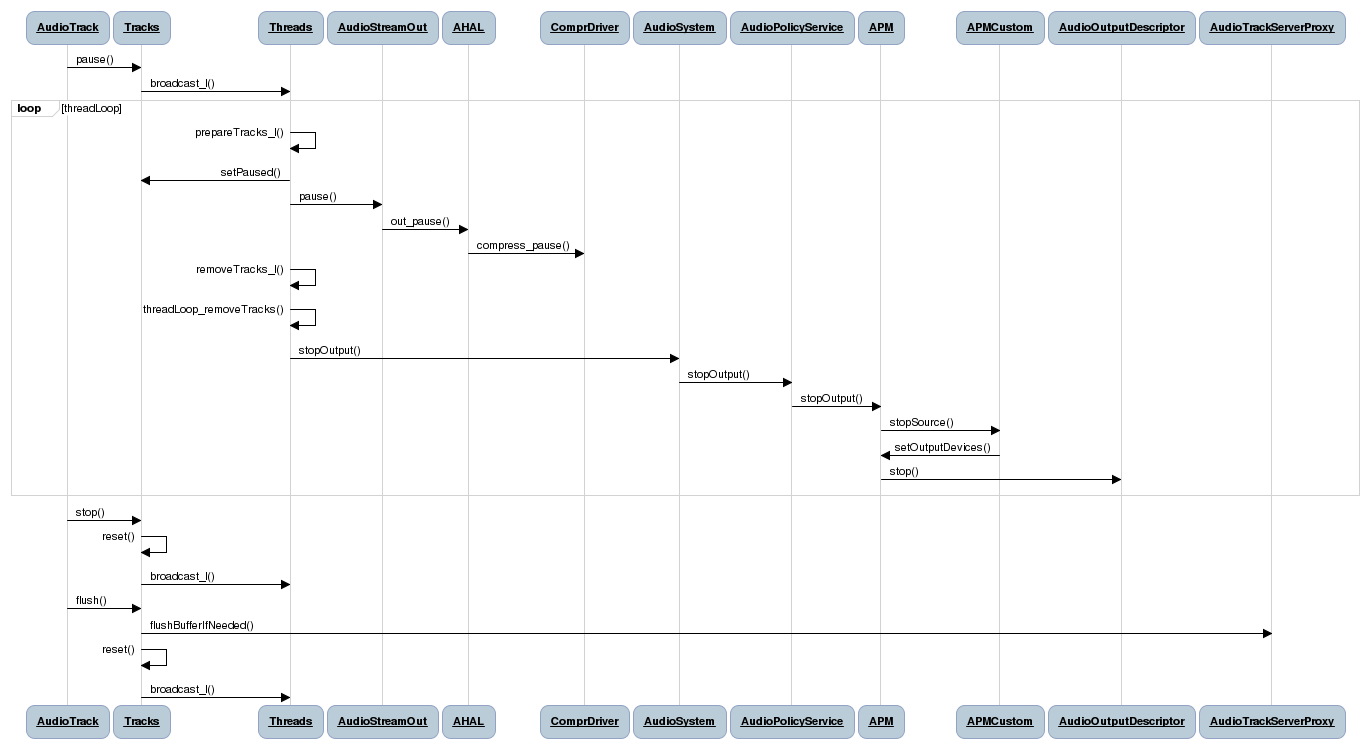 AudioTrack Tracks Threads AudioStreamOut AHAL ComprDriver AudioSystem AudioPolicyService APM APMCustom AudioOutputDescriptor AudioTrackServerProxy
pause()
broadcast_l()
loop [threadLoop]
prepareTracks_l()
setPaused()
pause()
out_pause()
compress_pause()
removeTracks_l()
threadLoop_removeTracks()
stopOutput()
stopOutput()
stopOutput()
stopSource()
setOutputDevices()
stop()
stop()
reset()
broadcast_l()
flush()
flushBufferIfNeeded()
reset()
broadcast_l()
AudioTrack Tracks Threads AudioStreamOut AHAL ComprDriver AudioSystem AudioPolicyService APM APMCustom AudioOutputDescriptor AudioTrackServerProxy